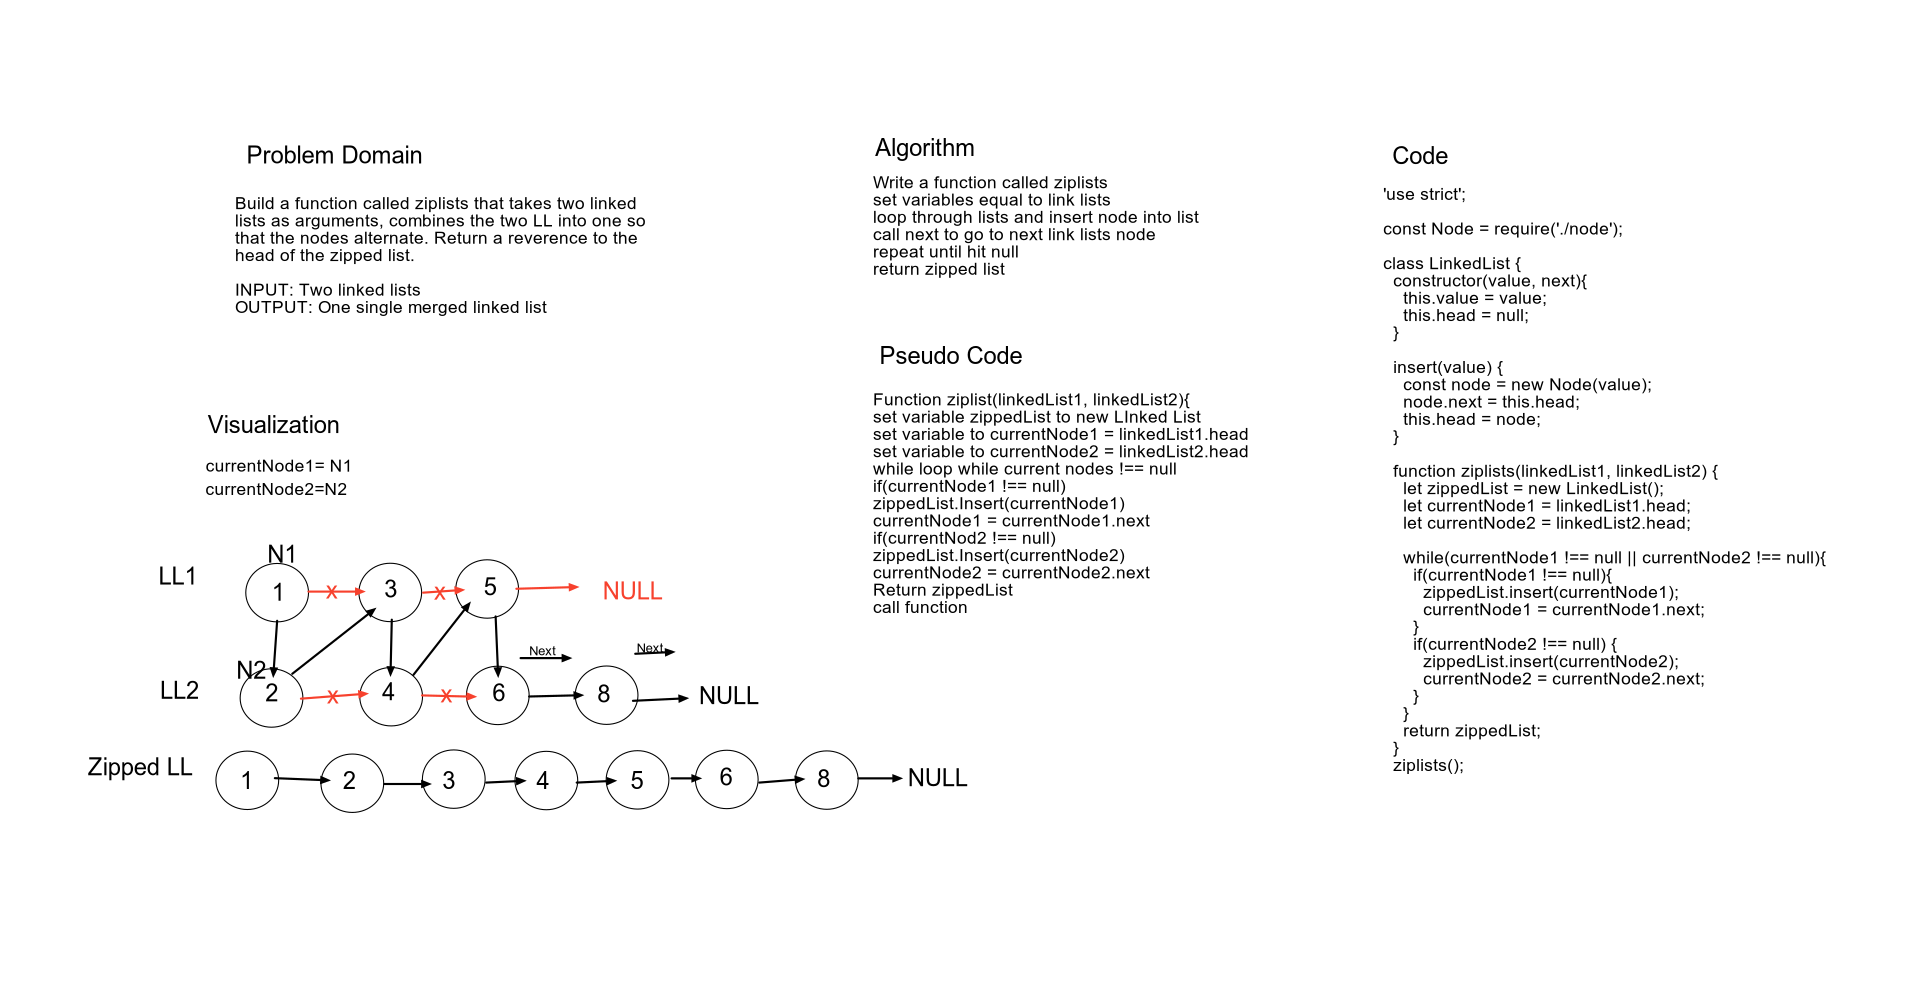 Problem Domain
Build a function called ziplists that takes two linked
lists as arguments, combines the two LL into one so
that the nodes alternate. Return a reverence to the
head of the zipped list.
INPUT: Two linked lists
OUTPUT: One single merged linked list
Visualization
currentNode1= N1
currentNode2=N2
N1
LL1
1
x
3
x
5
NULL
N2
Next
Next
LL2
2
x
4
x
6
8
NULL
Zipped LL
1
2
3
4
5
6
8
NULL
Algorithm
Write a function called ziplists
set variables equal to link lists
loop through lists and insert node into list
call next to go to next link lists node
repeat until hit null
return zipped list
Pseudo Code
Function ziplist(linkedList1, linkedList2){
set variable zippedList to new LInked List
set variable to currentNode1 = linkedList1.head
set variable to currentNode2 = linkedList2.head
while loop while current nodes !== null
if(currentNode1 !== null)
zippedList.Insert(currentNode1)
currentNode1 = currentNode1.next
if(currentNod2 !== null)
zippedList.Insert(currentNode2)
currentNode2 = currentNode2.next
Return zippedList
call function
Code
'use strict';
const Node = require('./node');
class LinkedList {
constructor(value, next){
this.value = value;
this.head = null;
}
insert(value) {
const node = new Node(value);
node.next = this.head;
this.head = node;
}
function ziplists(linkedList1, linkedList2) {
let zippedList = new LinkedList();
let currentNode1 = linkedList1.head;
let currentNode2 = linkedList2.head;
while(currentNode1 !== null || currentNode2 !== null){
if(currentNode1 !== null){
zippedList.insert(currentNode1);
currentNode1 = currentNode1.next;
}
if(currentNode2 !== null) {
zippedList.insert(currentNode2);
currentNode2 = currentNode2.next;
}
}
return zippedList;
}
ziplists();